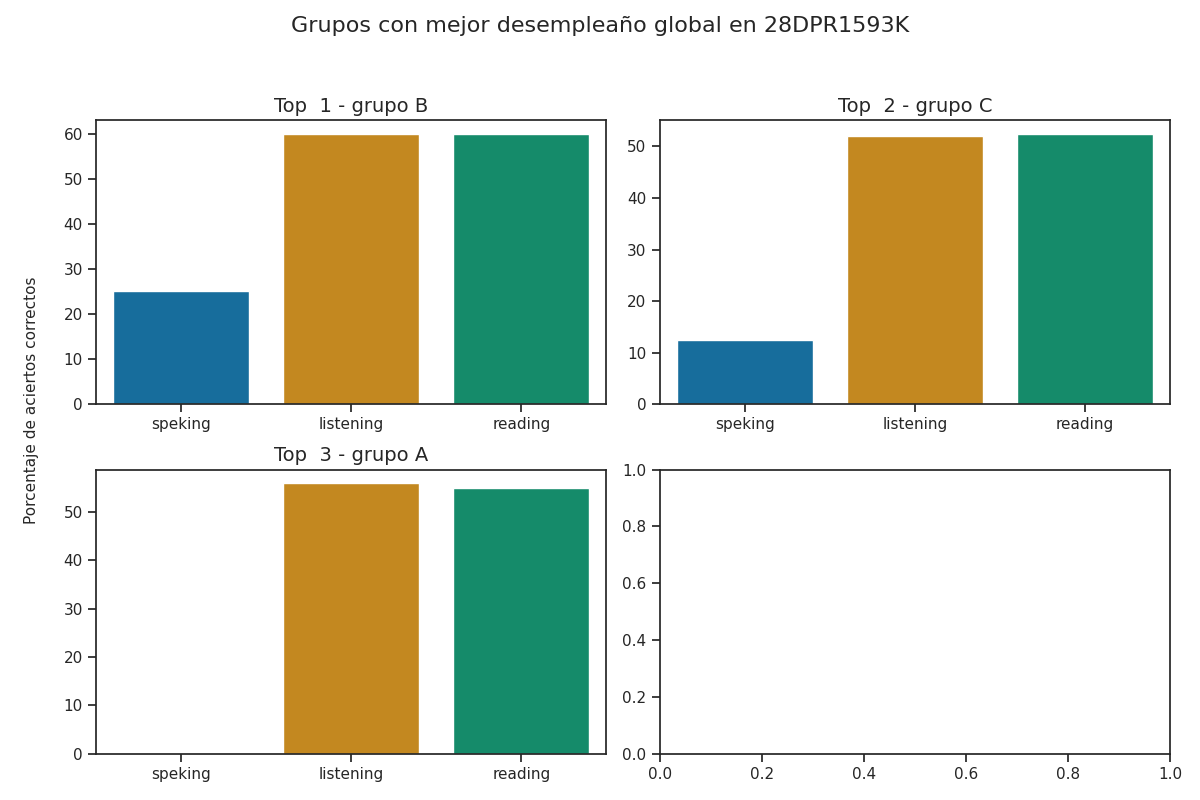 Grupos con mejor desempleaño global en 28DPR1593K
Top  1 - grupo B
60
50
40
30
20
10
0
speking listening reading
Top  2 - grupo C
50
40
30
20
10
0
speking listening reading
Porcentaje de aciertos correctos
Top  3 - grupo A
50
40
30
20
10
0
speking listening reading
1.0
0.8
0.6
0.4
0.2
0.0
0.0 0.2 0.4 0.6 0.8 1.0